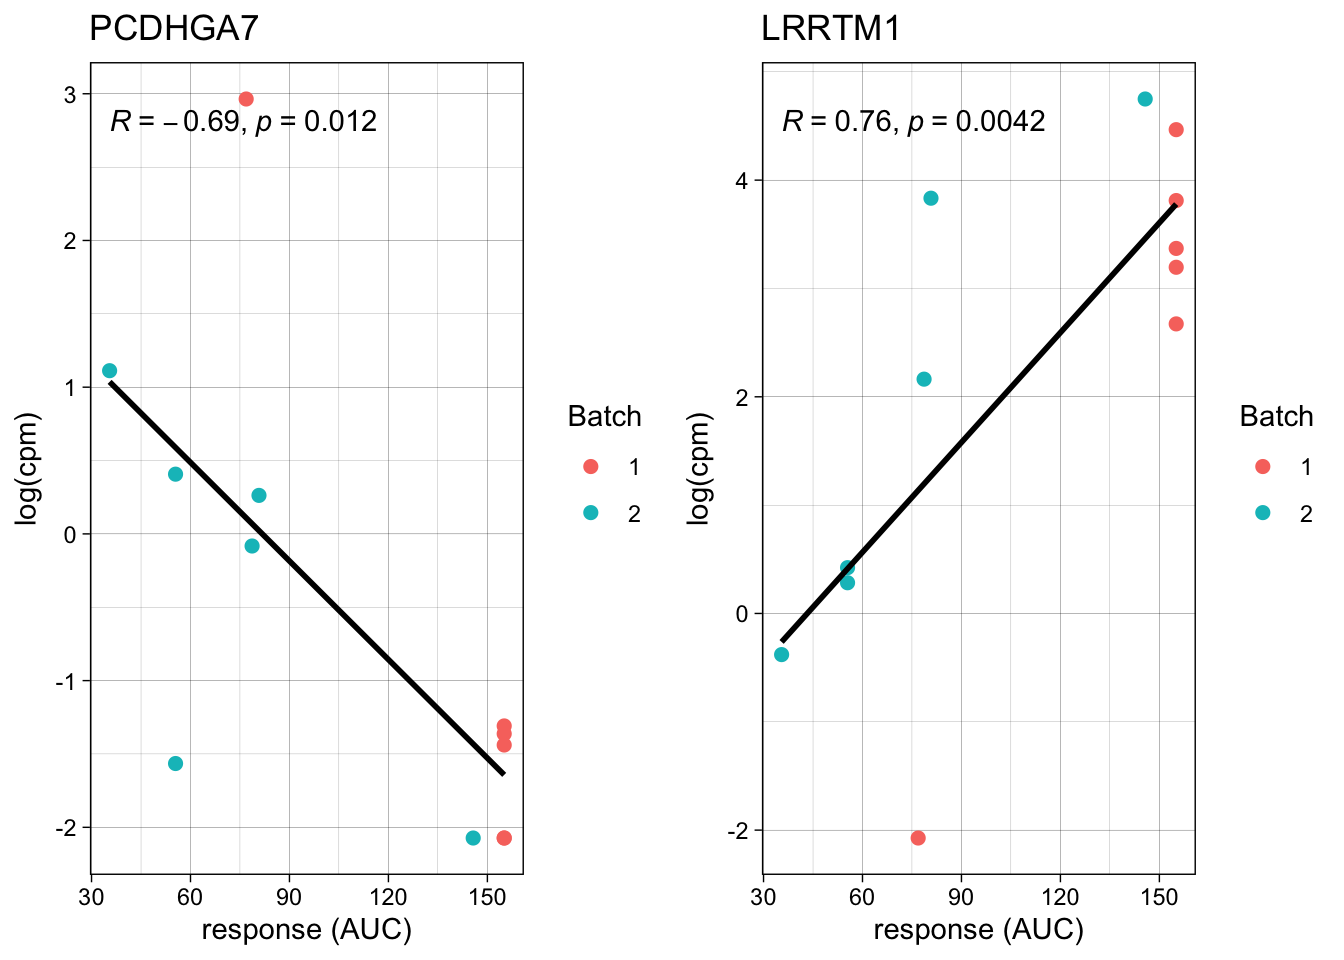 PCDHGA7
R = −0.69, p = 0.012
3
2
1
0
-1
-2
log(cpm)
30 60 90 120 150
response (AUC)
Batch
1
2
LRRTM1
R = 0.76, p = 0.0042
4
2
0
-2
log(cpm)
30 60 90 120 150
response (AUC)
Batch
1
2